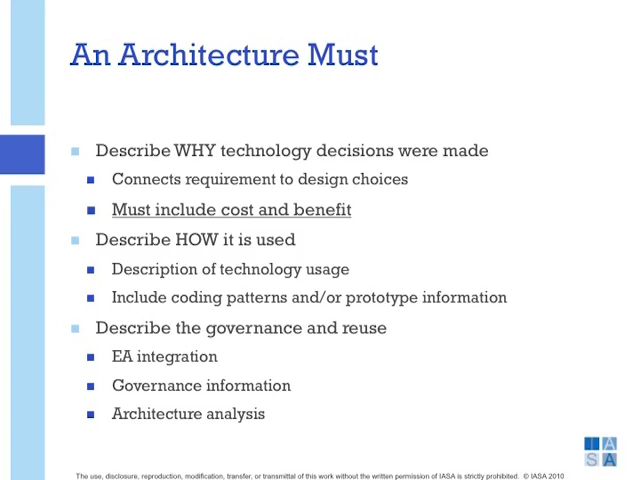 An Architecture Must
Describe WHY technology decisions were made
Connects requirement to design choices
Must include cost and benefit
Describe HOW it is used
Description of technology usage
Include coding patterns and/or prototype information
Describe the governance and reuse
EA integration
Governance information
Architecture analysis
I A
S A
The use, disclosure, reproduction, modification, transfer, or transmittal of this work without the written permission of IASA is strictly prohibited. © IASA 2010